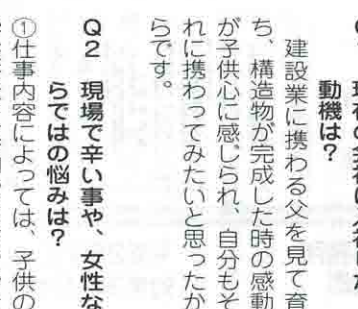 動機は？
建設業に携わる父を見て育
ち、構造物が完成した時の感動
が子供心に感じられ、自分もそ
れに携わってみたいと思ったか
らです。
Q2 現場で辛い事や、女性な
らではの悩みは？
①仕事内容によっては、子供の